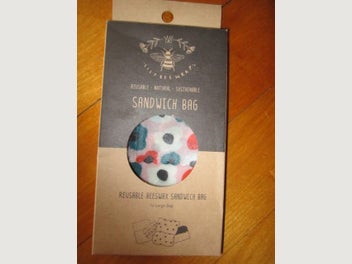 REUSABLE · NATURAL · SUSTAINABLE
SANDWICH BAG
REUSABLE BEESWAX SANDWICH BAG